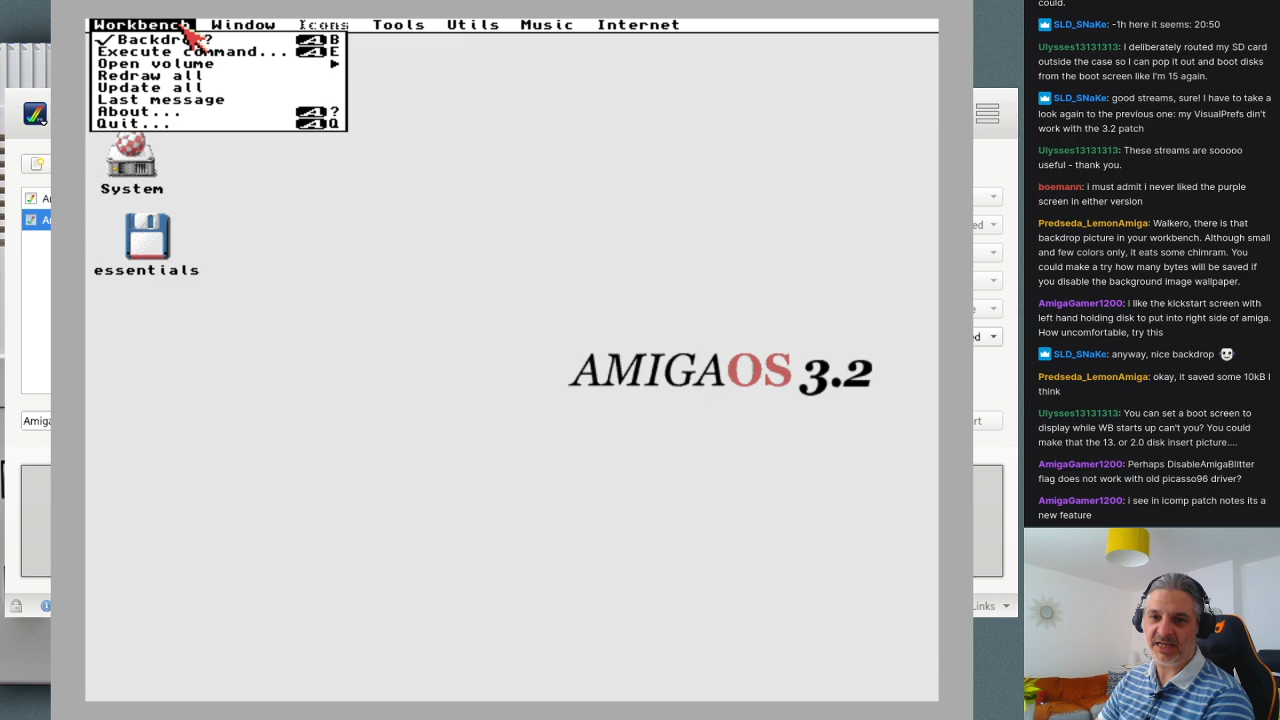 Workbench Window Icons Tools Utils Music Internet
Backdrop? B
Execute command... E
Open volume
Redraw all
Update all
Last message
About... ?
Quit... Q
System
essentials
AMIGAOS 3.2
Amiga
Links
could.
SLD_SNaKe: -1h here it seems: 20:50
Ulysses13131313: I deliberately routed my SD card
outside the case so I can pop it out and boot disks
from the boot screen like I'm 15 again.
SLD_SNaKe: good streams, sure! I have to take a
look again to the previous one: my VisualPrefs din't
work with the 3.2 patch
Ulysses13131313: These streams are sooooo
useful - thank you.
boemann: i must admit i never liked the purple
screen in either version
Predseda_LemonAmiga: Walkero, there is that
backdrop picture in your workbench. Although small
and few colors only, it eats some chimram. You
could make a try how many bytes will be saved if
you disable the background image wallpaper.
AmigaGamer1200: i like the kickstart screen with
left hand holding disk to put into right side of amiga.
How uncomfortable, try this
SLD_SNaKe: anyway, nice backdrop
Predseda_LemonAmiga: okay, it saved some 10kB I
think
Ulysses13131313: You can set a boot screen to
display while WB starts up can't you? You could
make that the 13. or 2.0 disk insert picture....
AmigaGamer1200: Perhaps DisableAmigaBlitter
flag does not work with old picasso96 driver?
AmigaGamer1200: i see in icomp patch notes its a
new feature